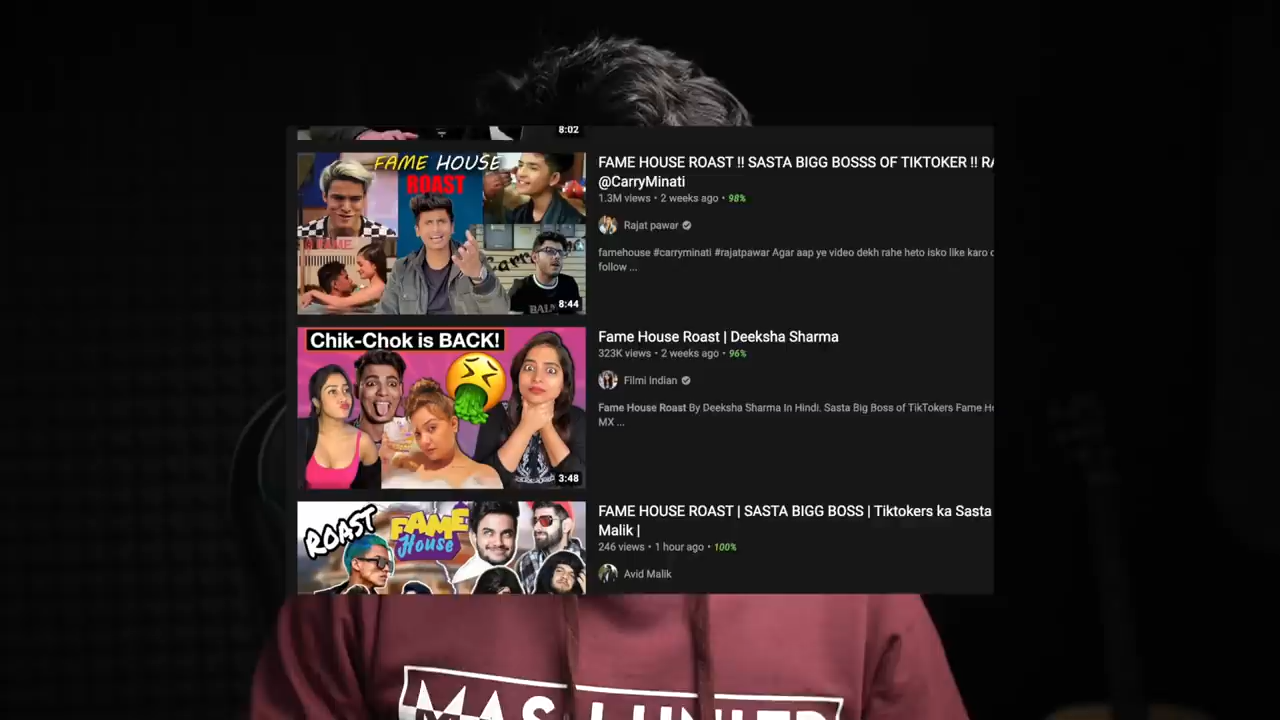 8:02
FAME HOUSE
ROAST
8:44
FAME HOUSE ROAST !! SASTA BIGG BOSSS OF TIKTOKER !!
@CarryMinati
1.3M views • 2 weeks ago • 98%
Rajat pawar
famehouse #carryminati #rajatpawar Agar aap ye video dekh rahe heto isko like karo
follow ...
Chik-Chok is BACK!
3:48
Fame House Roast | Deeksha Sharma
323K views • 2 weeks ago • 96%
Filmi Indian
Fame House Roast By Deeksha Sharma In Hindi. Sasta Big Boss of TikTokers Fame
MX ...
ROAST
FAME
House
FAME HOUSE ROAST | SASTA BIGG BOSS | Tiktokers ka Sasta
Malik |
246 views • 1 hour ago • 100%
Avid Malik